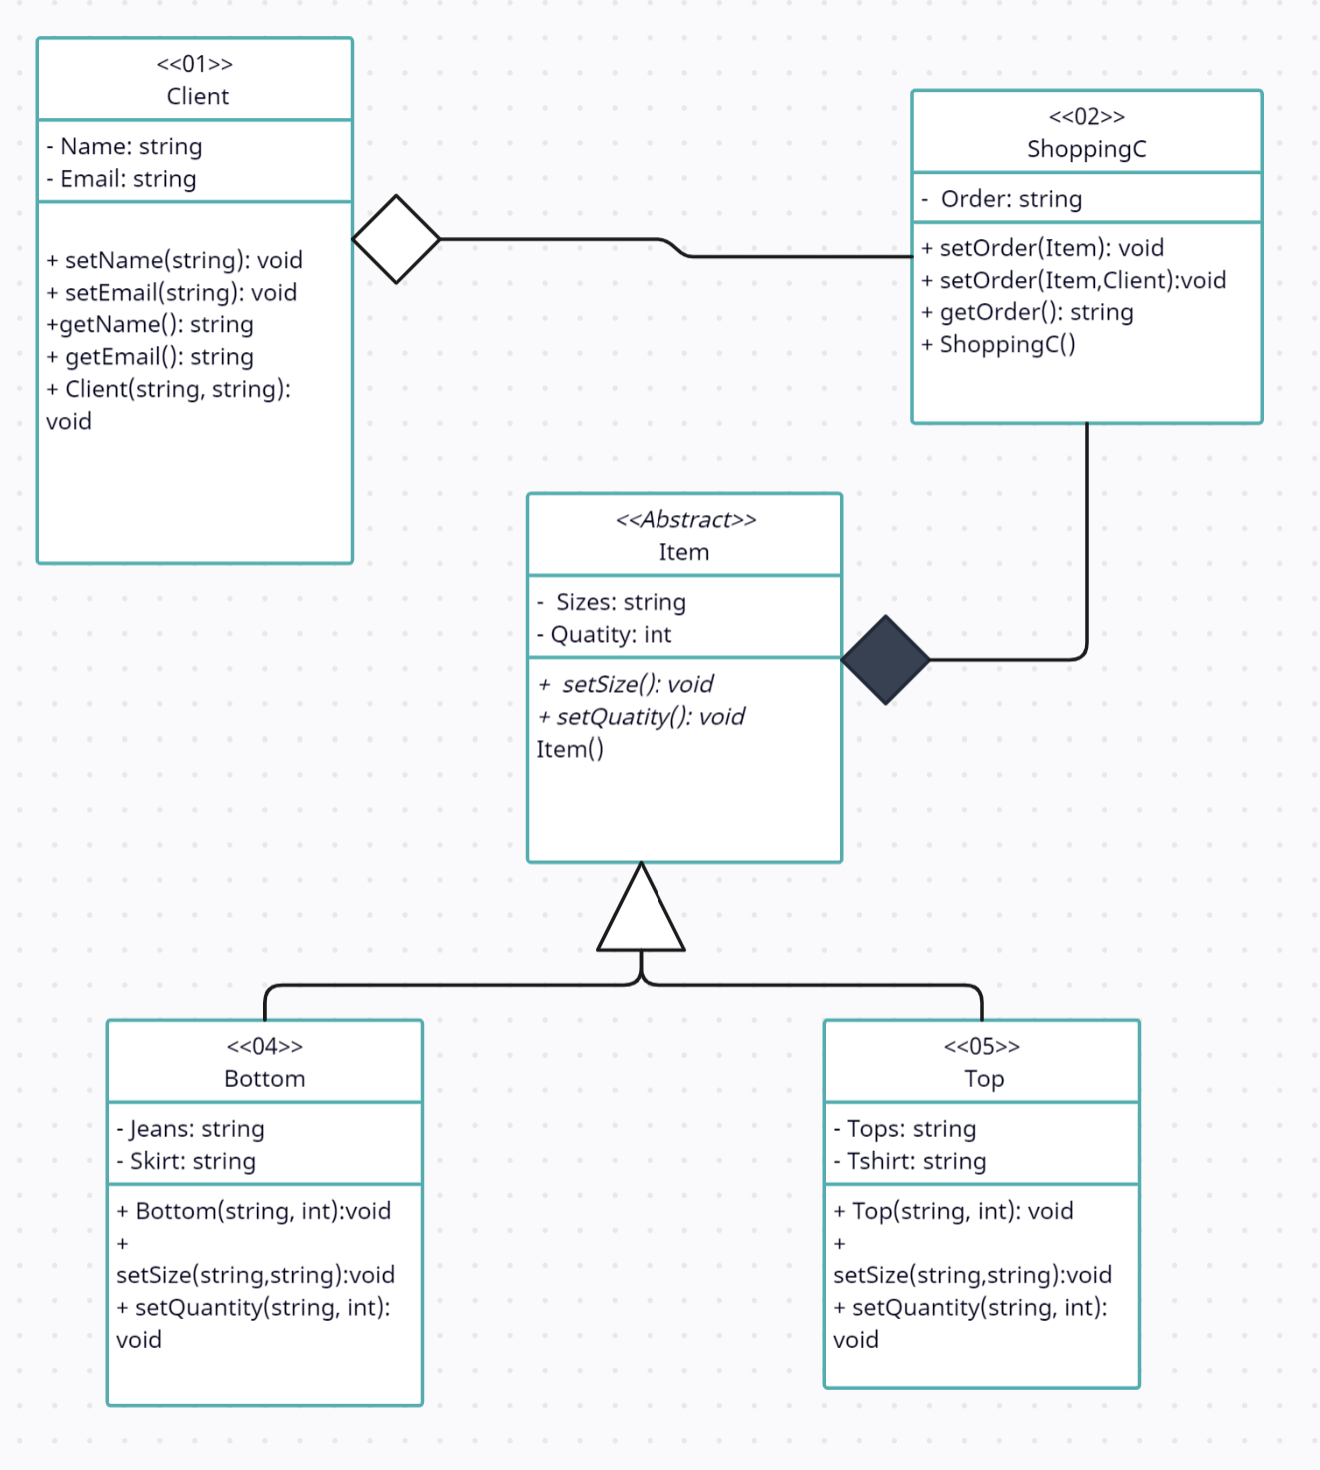 <<01>>
Client
- Name: string
- Email: string
+ setName(string): void
+ setEmail(string): void
+getName(): string
+ getEmail(): string
+ Client(string, string):
void
<<02>>
ShoppingC
-  Order: string
+ setOrder(Item): void
+ setOrder(Item,Client):void
+ getOrder(): string
+ ShoppingC()
<<Abstract>>
Item
-  Sizes: string
- Quatity: int
+  setSize(): void
+ setQuatity(): void
Item()
<<04>>
Bottom
- Jeans: string
- Skirt: string
+ Bottom(string, int):void
+
setSize(string,string):void
+ setQuantity(string, int):
void
<<05>>
Top
- Tops: string
- Tshirt: string
+ Top(string, int): void
+
setSize(string,string):void
+ setQuantity(string, int):
void